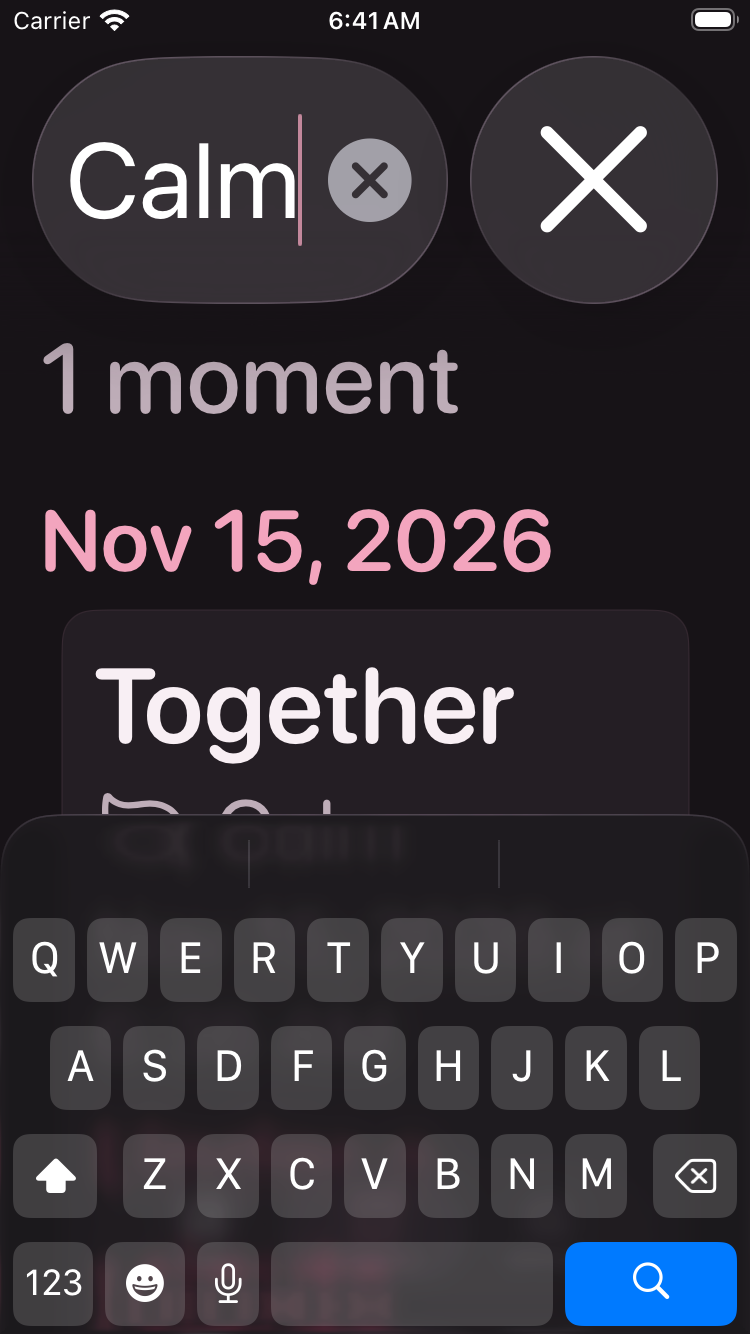 Carrier 6:41 AM
Calm
1 moment
Nov 15, 2026
Together
Q W E R T Y U I O P
A S D F G H J K L
Z X C V B N M
123